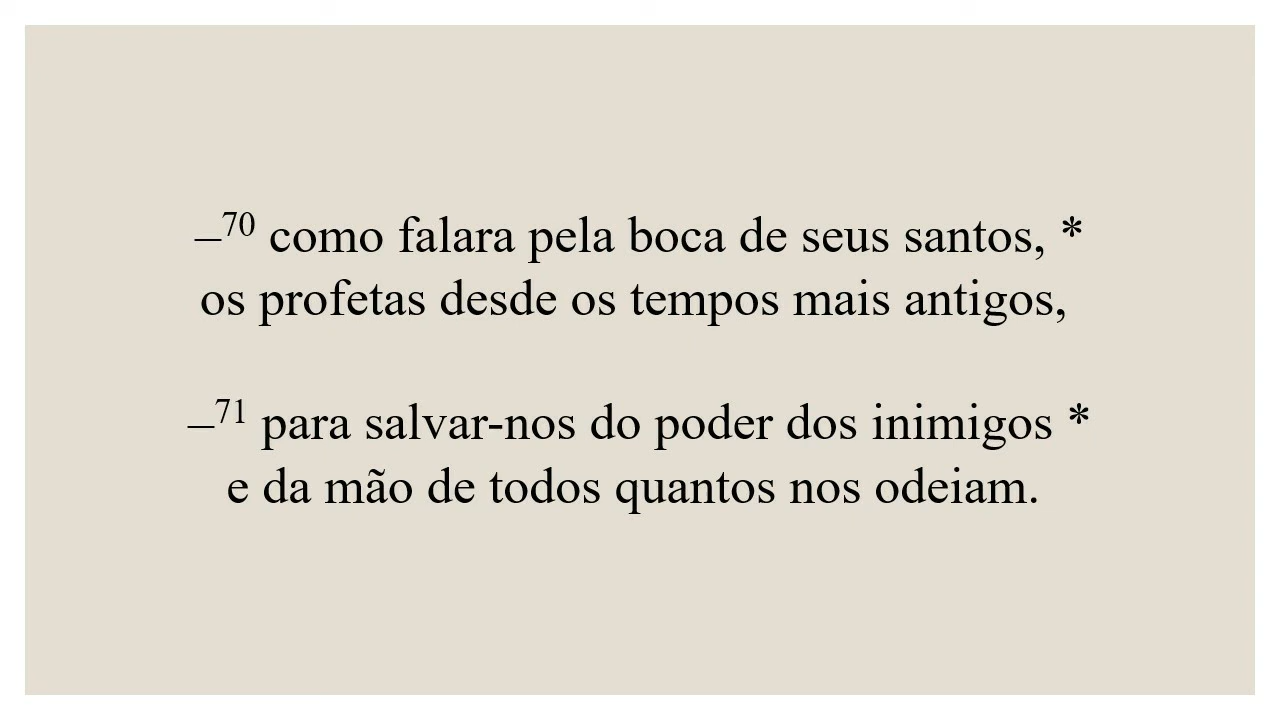 –70 como falara pela boca de seus santos, *
os profetas desde os tempos mais antigos,
–71 para salvar-nos do poder dos inimigos *
e da mão de todos quantos nos odeiam.